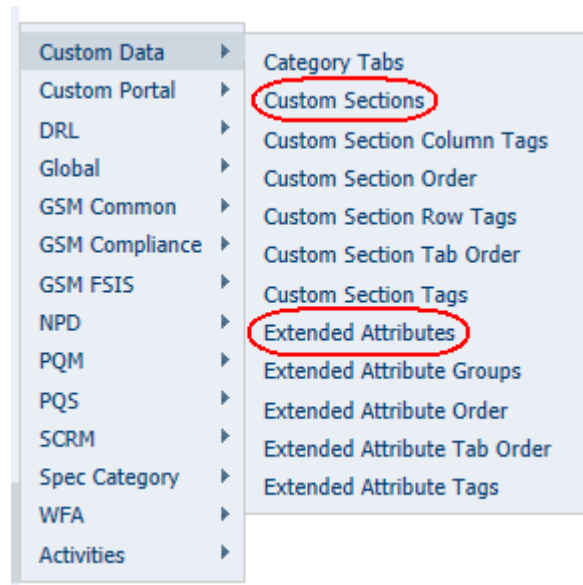 Custom Data
Custom Portal
DRL
Global
GSM Common
GSM Compliance
GSM FSIS
NPD
PQM
PQS
SCRM
Spec Category
WFA
Activities
Category Tabs
Custom Sections
Custom Section Column Tags
Custom Section Order
Custom Section Row Tags
Custom Section Tab Order
Custom Section Tags
Extended Attributes
Extended Attribute Groups
Extended Attribute Order
Extended Attribute Tab Order
Extended Attribute Tags